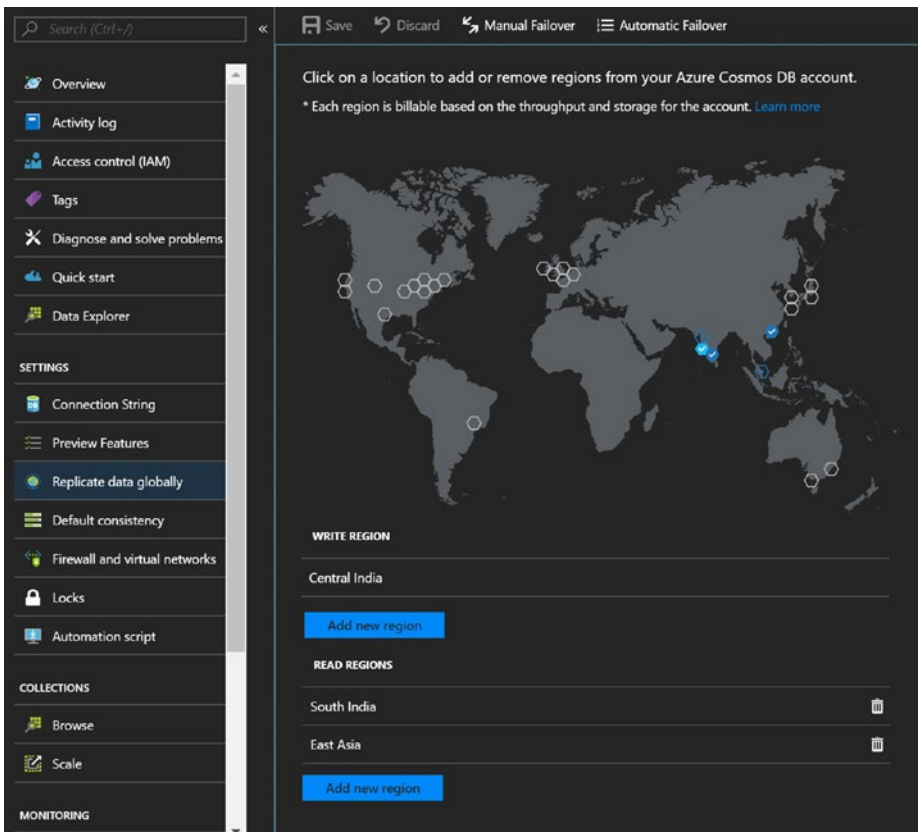 Search (Ctrl+/)
«
Overview
Activity log
Access control (IAM)
Tags
Diagnose and solve problems
Quick start
Data Explorer
SETTINGS
Connection String
Preview Features
Replicate data globally
Default consistency
Firewall and virtual networks
Locks
Automation script
COLLECTIONS
Browse
Scale
MONITORING
Save Discard Manual Failover Automatic Failover
Click on a location to add or remove regions from your Azure Cosmos DB account.
* Each region is billable based on the throughput and storage for the account. Learn more
WRITE REGION
Central India
Add new region
READ REGIONS
South India
East Asia
Add new region